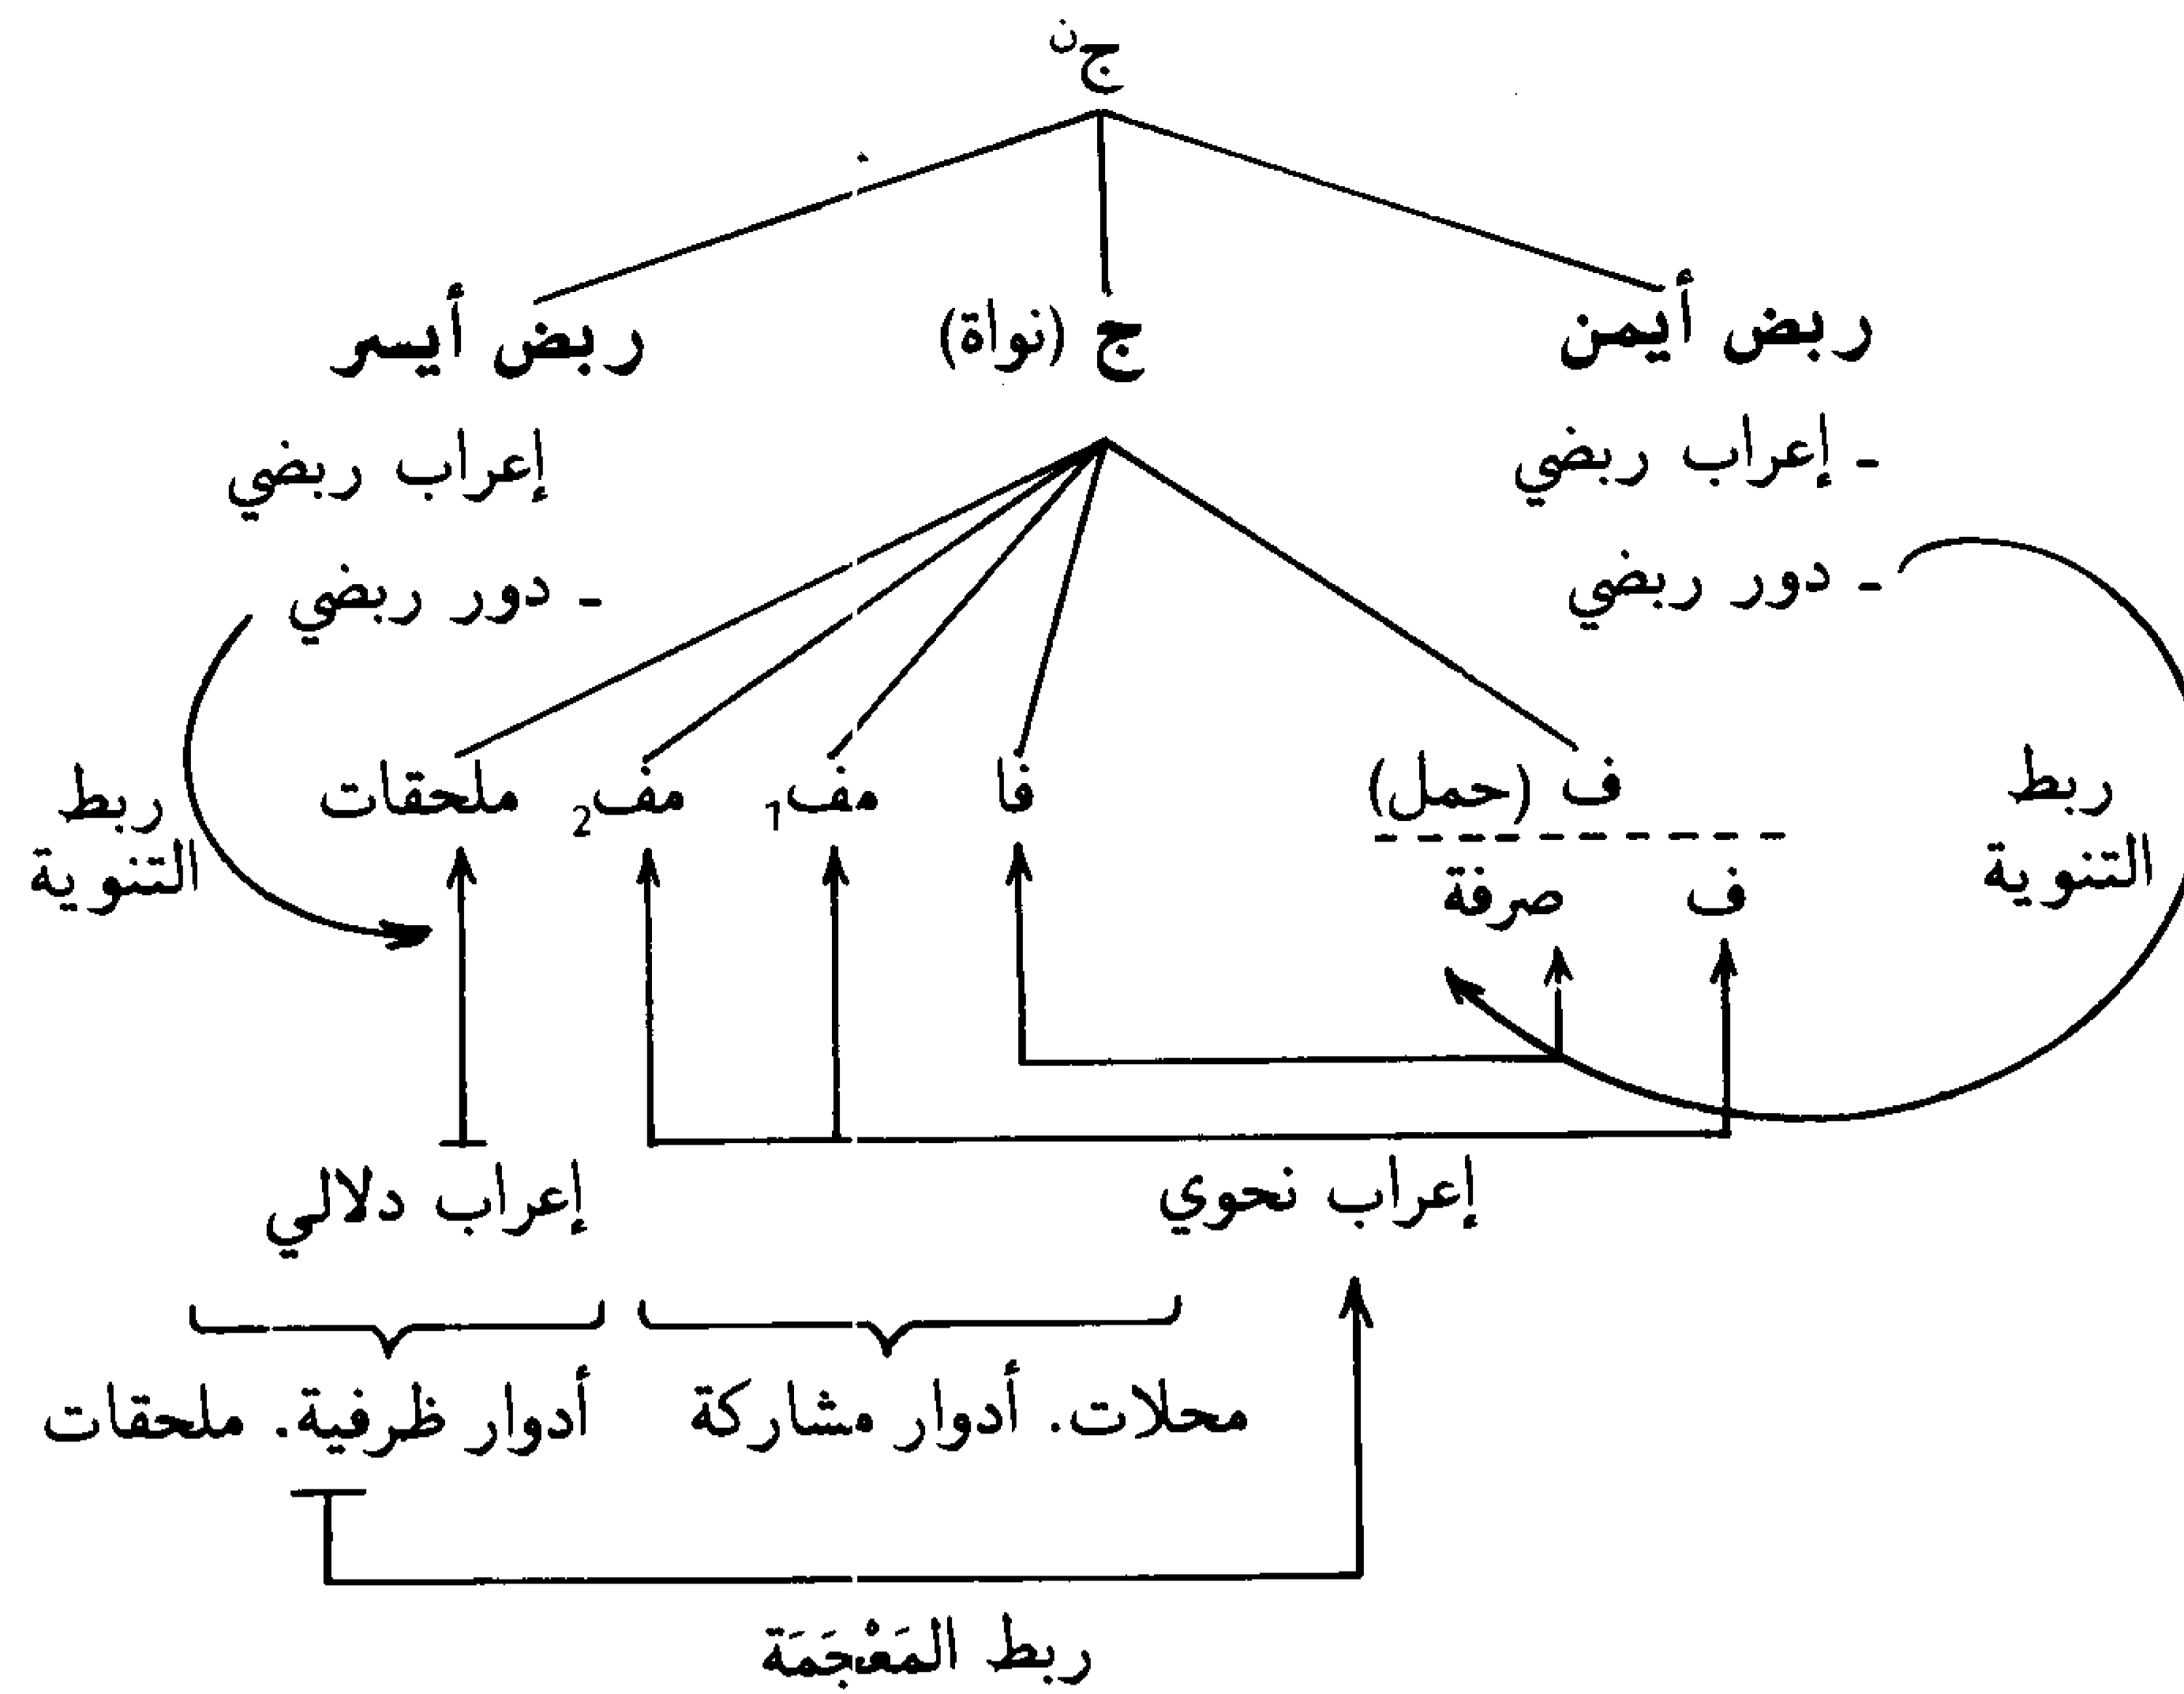 ج ن
ربض أيمن ج (نواة) ربض أيسر
ـ إعراب ربضي إعراب ربضي
ـ دور ربضي ـ دور ربضي
ربط ف (حمل) فا مف1 مف2 ملحقات ربط
التنوية ف صرفة التنوية
إعراب نحوي إعراب دلالي
محلات. أدوار مشاركة أدوار ظرفية. ملحقات
ربط المَعْجَمَة